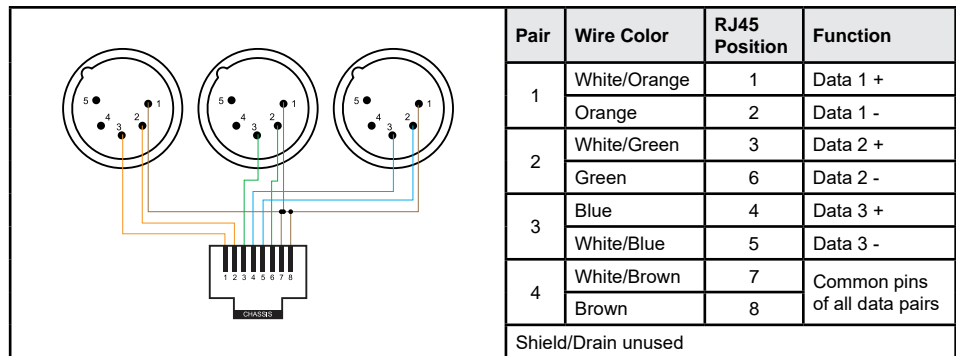 5 1 4 2 3
5 1 4 2 3
5 1 4 2 3
1 2 3 4 5 6 7 8
CHASSIS
Pair Wire Color RJ45 Position Function
1 White/Orange 1 Data 1 +
Orange 2 Data 1 -
2 White/Green 3 Data 2 +
Green 6 Data 2 -
3 Blue 4 Data 3 +
White/Blue 5 Data 3 -
4 White/Brown 7 Common pins
Brown 8 of all data pairs
Shield/Drain unused